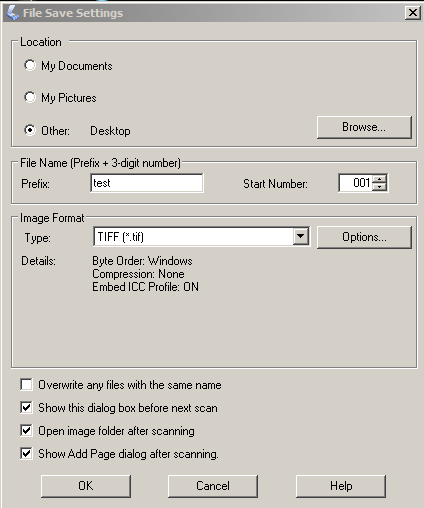 File Save Settings
Location
My Documents
My Pictures
Other: Desktop
Browse...
File Name (Prefix + 3-digit number)
Prefix: test Start Number: 001
Image Format
Type: TIFF (*.tif) Options...
Details: Byte Order: Windows
Compression: None
Embed ICC Profile: ON
Overwrite any files with the same name
Show this dialog box before next scan
Open image folder after scanning
Show Add Page dialog after scanning.
OK Cancel Help